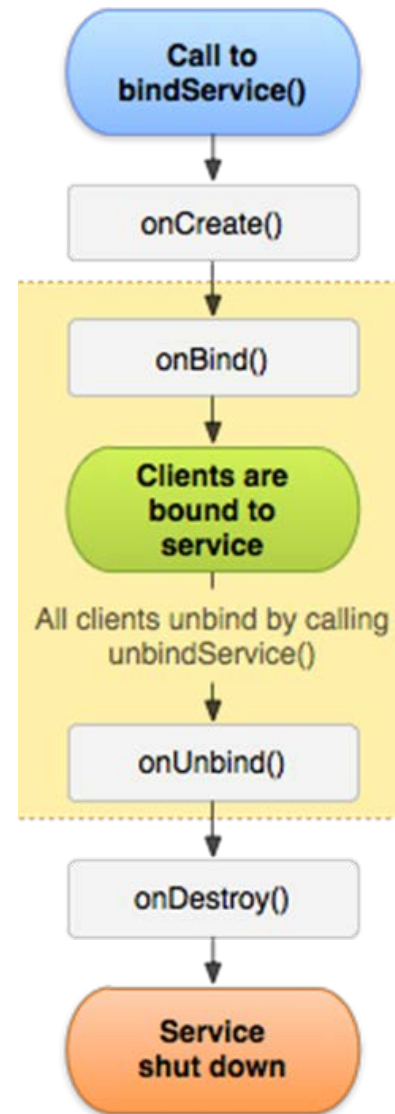 Call to
bindService()
onCreate()
onBind()
Clients are
bound to
service
All clients unbind by calling
unbindService()
onUnbind()
onDestroy()
Service
shut down